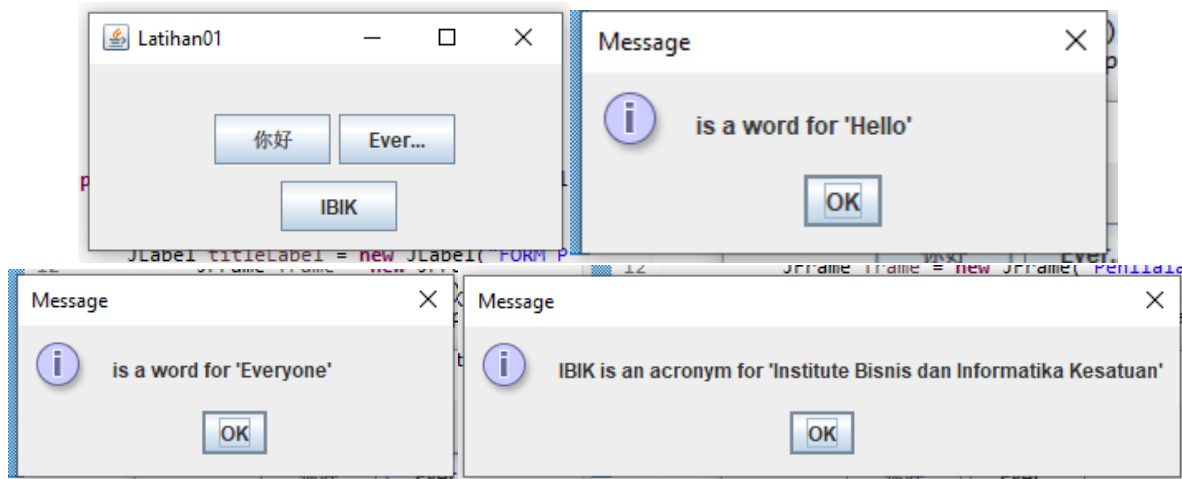 Latihan01
你好
Ever...
IBIK
JLabel titleLabel = new JLabel("FORM P
Message
is a word for 'Hello'
OK
12
Message
is a word for 'Everyone'
OK
12
JFrame frame = new JFrame("Penilaia
Message
IBIK is an acronym for 'Institute Bisnis dan Informatika Kesatuan'
OK